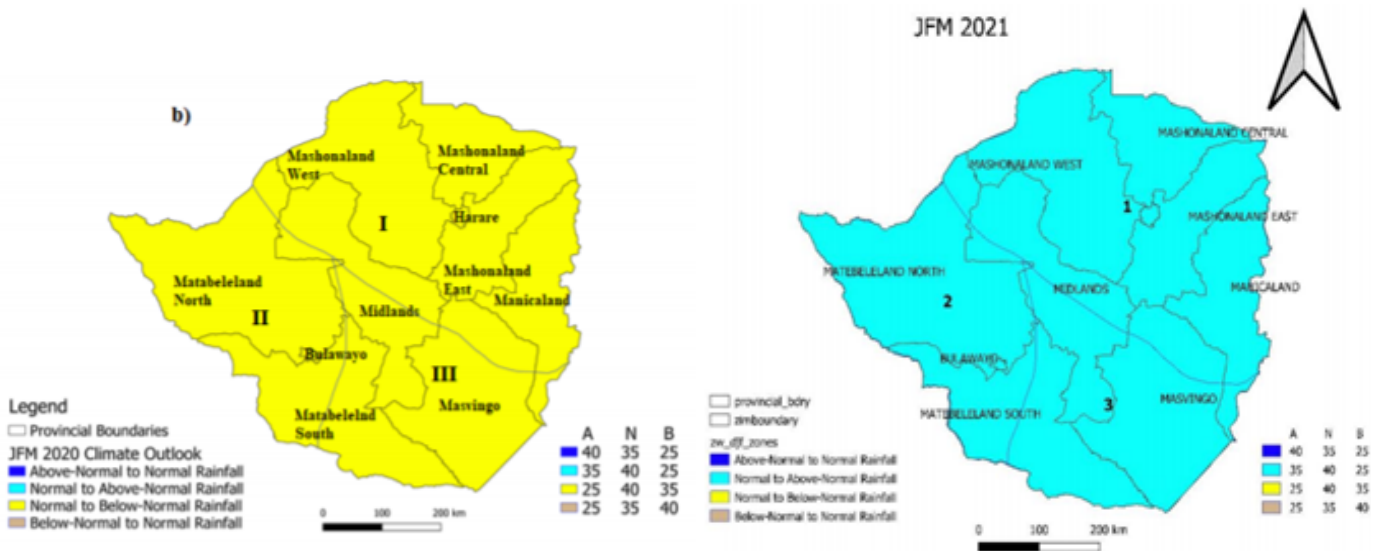 b)
Mashonaland
West
Mashonaland
Central
I
Harare
Matabeleland
North
Mashonaland
East
Manicaland
II
Midlands
Bulawayo
III
Masvingo
Matabelelnd
South
Legend
Provincial Boundaries
JFM 2020 Climate Outlook
Above-Normal to Normal Rainfall
Normal to Above-Normal Rainfall
Normal to Below-Normal Rainfall
Below-Normal to Normal Rainfall
A N B
40 35 25
35 40 25
25 40 35
25 35 40
0 100 200 km
JFM 2021
MASHONALAND CENTRAL
MASHONALAND WEST
1
MASHONALAND EAST
MATEBELELAND NORTH
MIDLANDS
MANICALAND
2
BULAWAYO
MATEBELELAND SOUTH
3
MASVINGO
provincial_bdry
zimboundary
zw_djf_zones
Above-Normal to Normal Rainfall
Normal to Above-Normal Rainfall
Normal to Below-Normal Rainfall
Below-Normal to Normal Rainfall
A N B
40 35 25
35 40 25
25 40 35
25 35 40
0 100 200 km